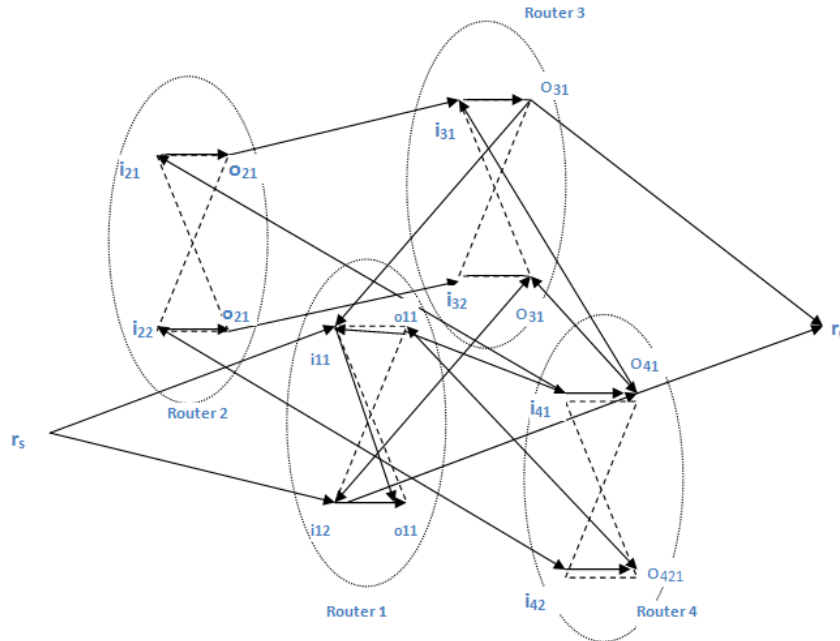 Router 3
O31
i31
i21
o21
i32
O31
i22
o21
o11
i11
rt
O41
i41
Router 2
rs
i12
o11
i42
O421
Router 1
Router 4